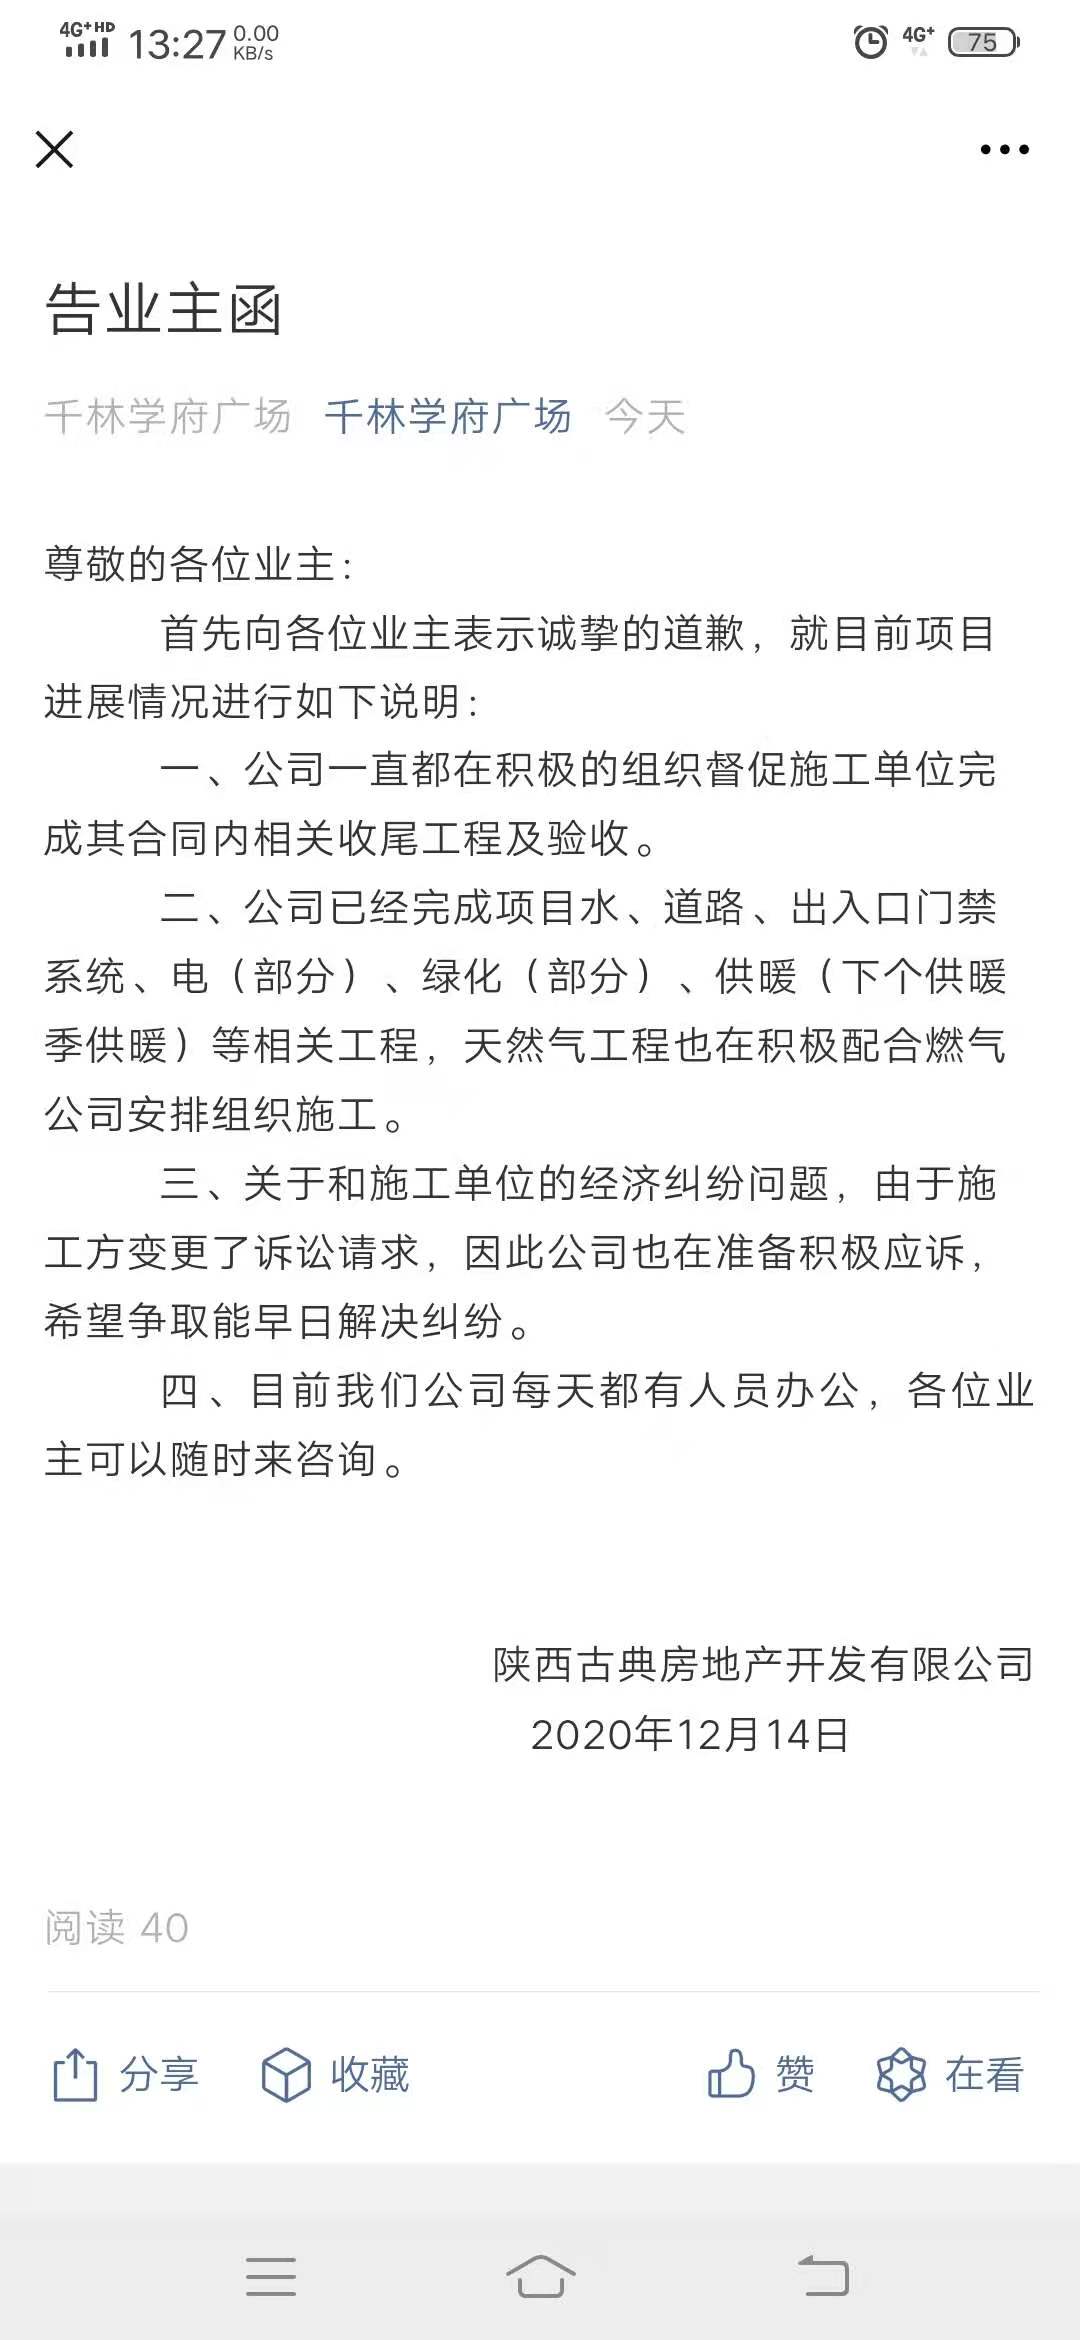 4G+HD 13:27 0.00 KB/s 4G+ 75
告业主函
千林学府广场 千林学府广场 今天
尊敬的各位业主：
首先向各位业主表示诚挚的道歉，就目前项目
进展情况进行如下说明：
一、公司一直都在积极的组织督促施工单位完
成其合同内相关收尾工程及验收。
二、公司已经完成项目水、道路、出入口门禁
系统、电（部分）、绿化（部分）、供暖（下个供暖
季供暖）等相关工程，天然气工程也在积极配合燃气
公司安排组织施工。
三、关于和施工单位的经济纠纷问题，由于施
工方变更了诉讼请求，因此公司也在准备积极应诉，
希望争取能早日解决纠纷。
四、目前我们公司每天都有人员办公，各位业
主可以随时来咨询。
陕西古典房地产开发有限公司
2020年12月14日
阅读 40
分享 收藏 赞 在看